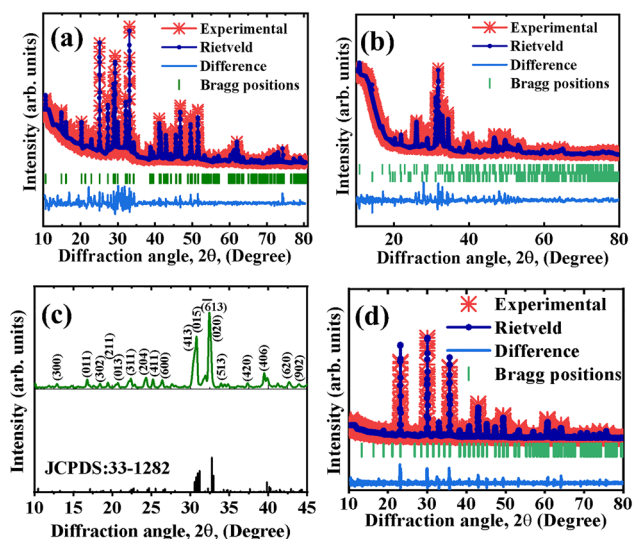 (a)
Experimental
Rietveld
Difference
Bragg positions
Intensity (arb. units)
10 20 30 40 50 60 70 80
Diffraction angle, 2θ, (Degree)
(b)
Experimental
Rietveld
Difference
Bragg positions
Intensity (arb. units)
20 40 60 80
Diffraction angle, 2θ, (Degree)
(c)
(300)
(011)
(302)
(211)
(013)
(311)
(204)
(411)
(600)
(413)
(015)
(613)
(020)
(513)
(420)
(406)
(620)
(904)
JCPDS:33-1282
Intensity (arb. units)
10 15 20 25 30 35 40 45
Diffraction angle, 2θ, (Degree)
(d)
Experimental
Rietveld
Difference
Bragg positions
Intensity (arb. units)
10 20 30 40 50 60 70 80
Diffraction angle, 2θ (Degree)